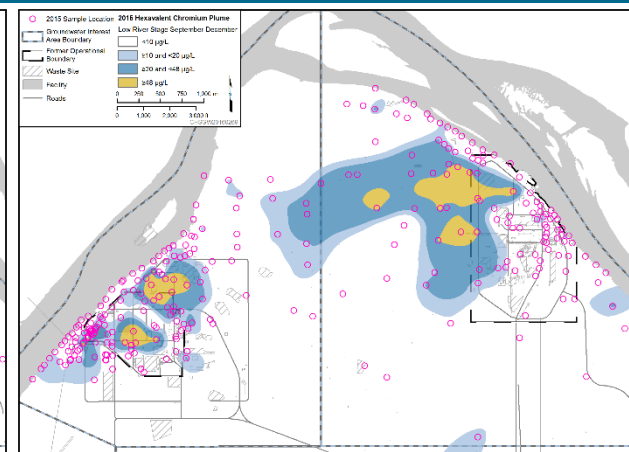 2015 Sample Location
Groundwater Interest
Area Boundary
Former Operational
Boundary
Waste Site
Facility
Roads
2015 Hexavalent Chromium Plume
Low River Stage September December
<10 µg/L
≥10 and <20 µg/L
≥20 and <48 µg/L
≥48 µg/L
0 250 500 750 1,000 m
0 1,000 2,000 3,000 ft